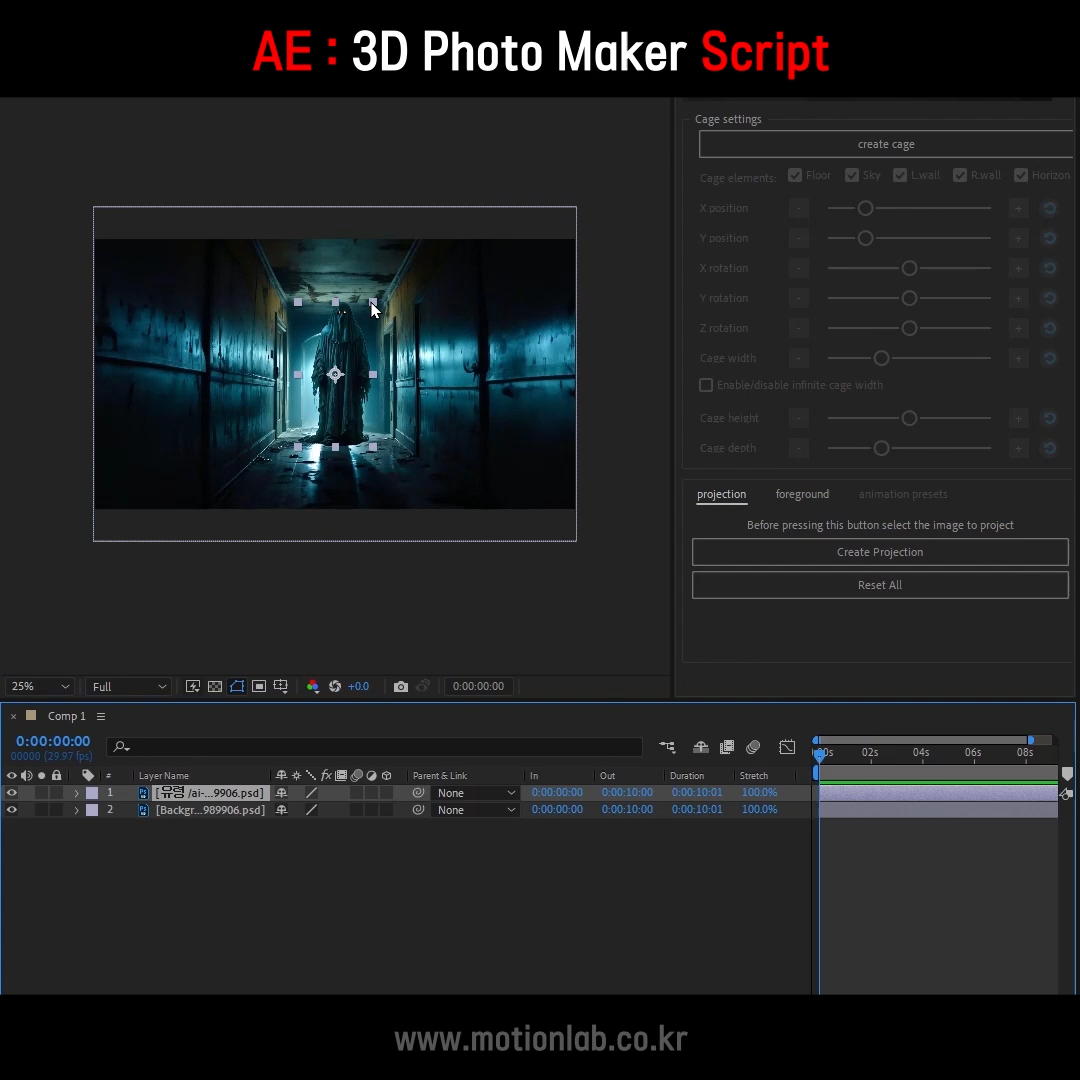 AE : 3D Photo Maker Script
Cage settings
create cage
Cage elements: Floor Sky L.wall R.wall Horizon
X position - +
Y position - +
X rotation - +
Y rotation - +
Z rotation - +
Cage width - +
Enable/disable infinite cage width
Cage height - +
Cage depth - +
projection foreground animation presets
Before pressing this button select the image to project
Create Projection
Reset All
25% Full +0.0 0:00:00:00
× Comp 1
0:00:00:00
00000 (29.97 fps)
00s 02s 04s 06s 08s
# Layer Name fx Parent & Link In Out Duration Stretch
1 [유령 /ai-...9906.psd] None 0:00:00:00 0:00:10:00 0:00:10:01 100.0%
2 [Backgr...989906.psd] None 0:00:00:00 0:00:10:00 0:00:10:01 100.0%
www.motionlab.co.kr